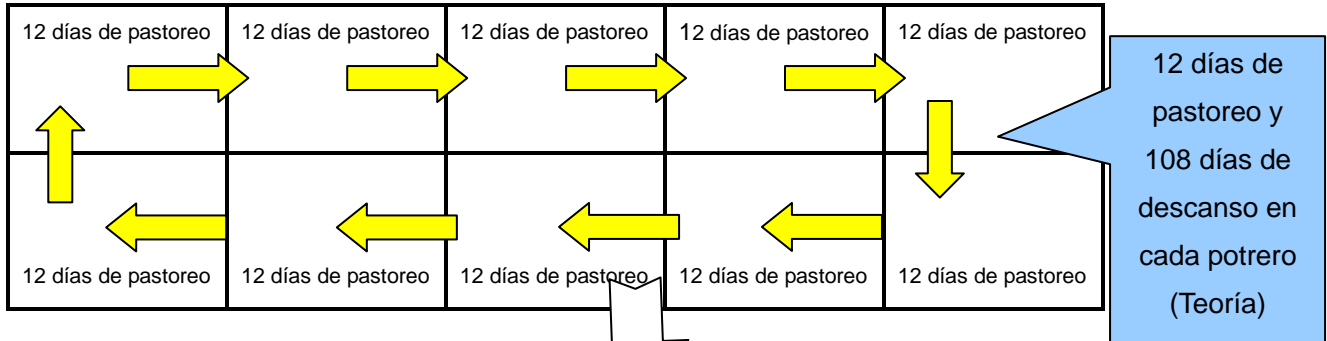 12 días de pastoreo
12 días de pastoreo
12 días de pastoreo
12 días de pastoreo
12 días de pastoreo
12 días de pastoreo
12 días de pastoreo
12 días de pastoreo
12 días de pastoreo
12 días de pastoreo
12 días de
pastoreo y
108 días de
descanso en
cada potrero
(Teoría)